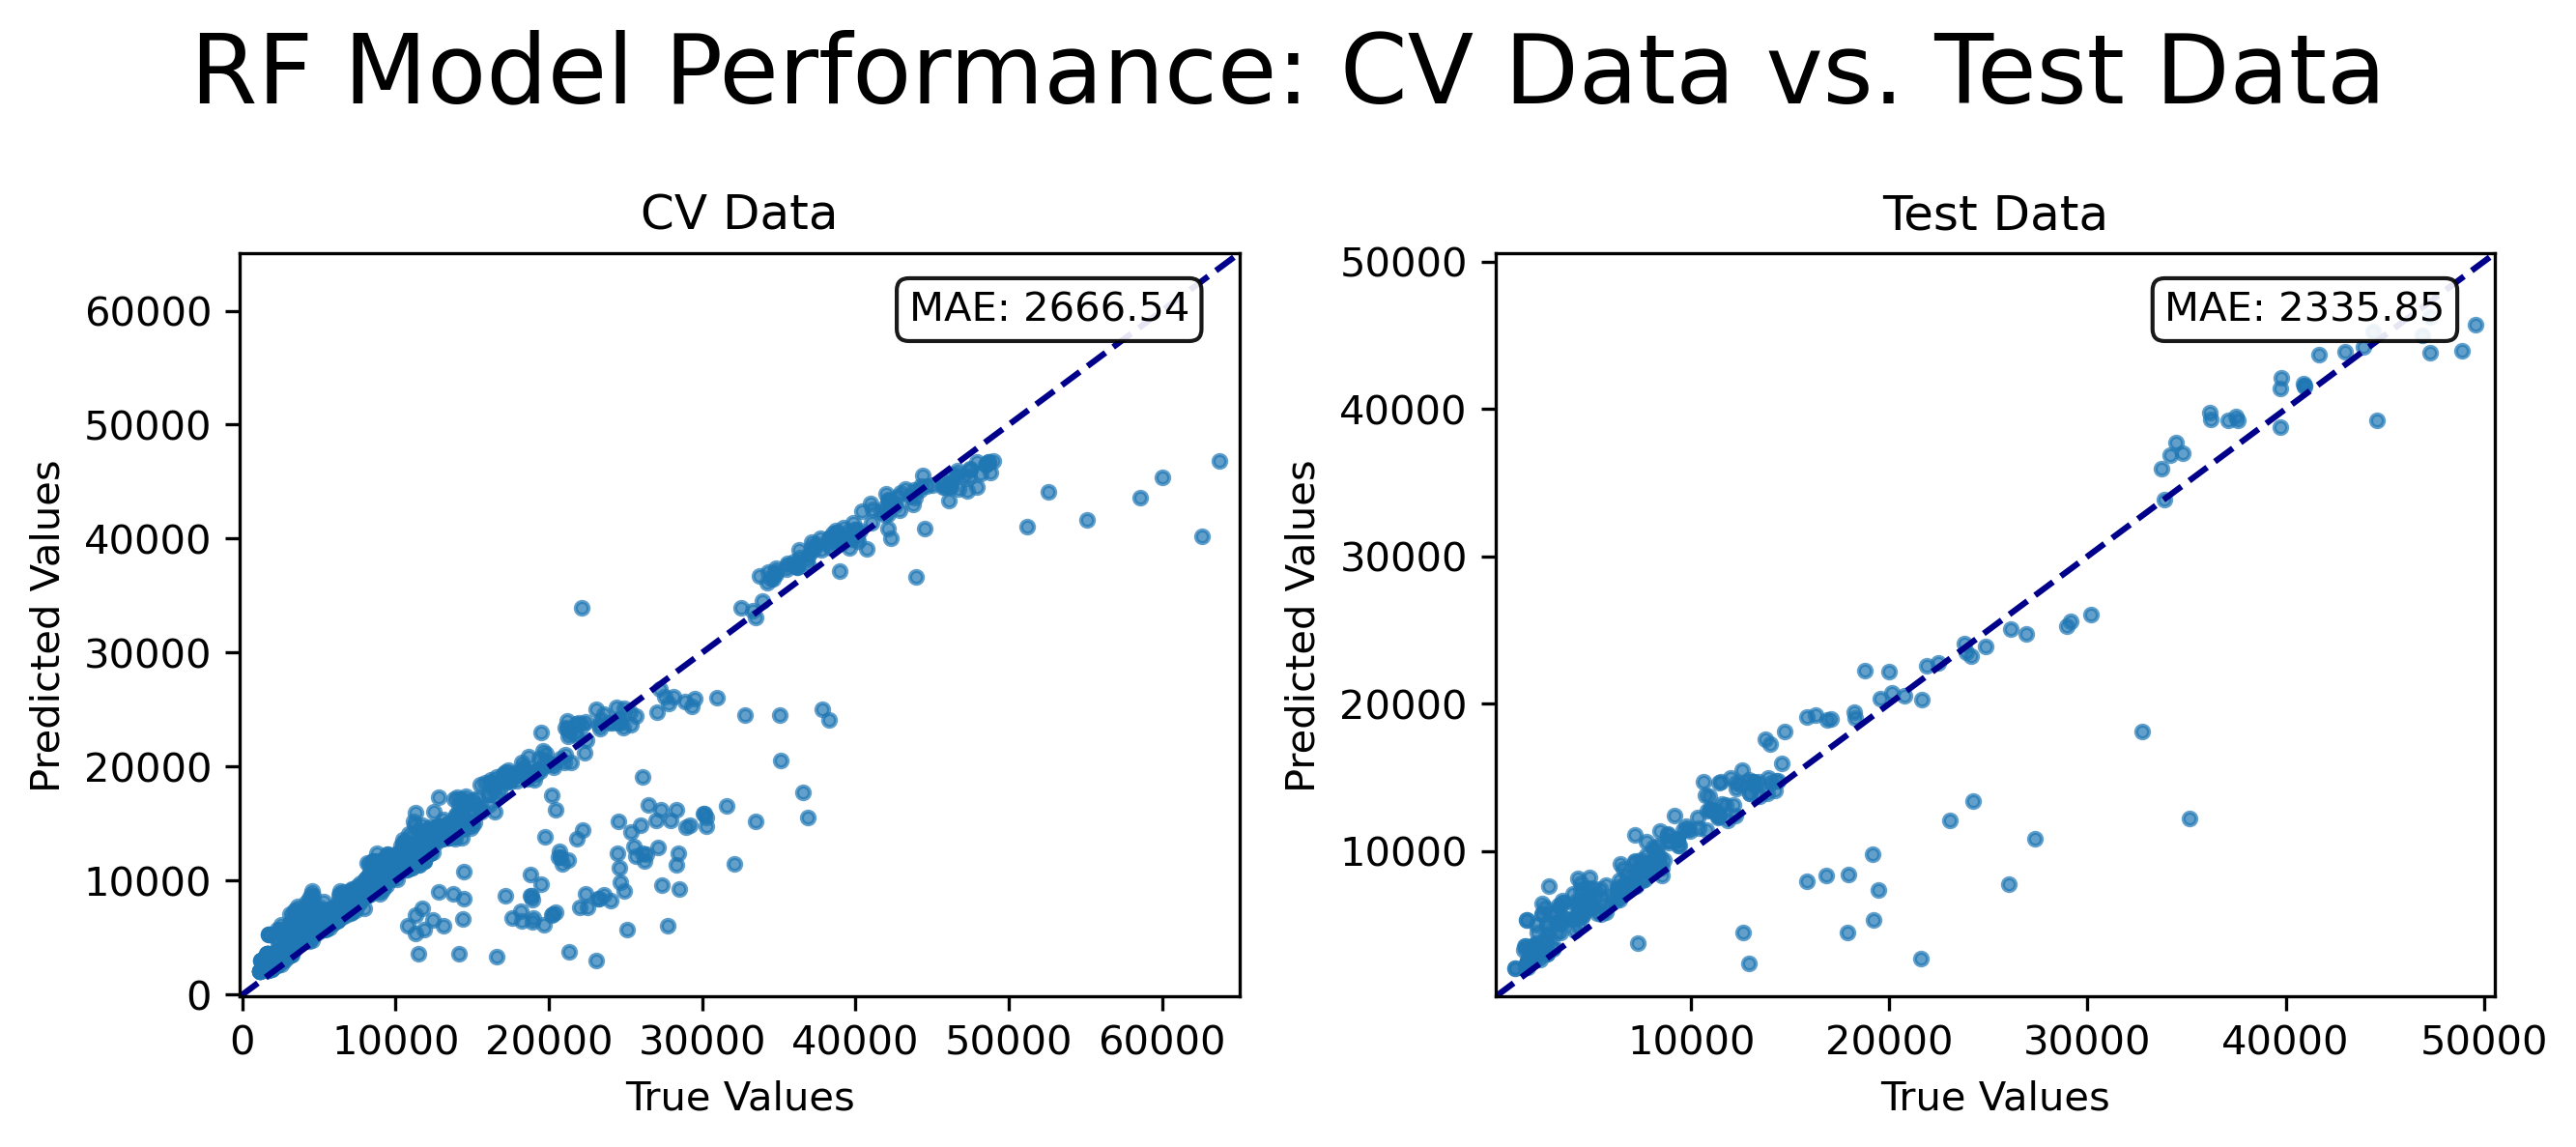 RF Model Performance: CV Data vs. Test Data
CV Data
MAE: 2666.54
Predicted Values
60000
50000
40000
30000
20000
10000
0
0 10000 20000 30000 40000 50000 60000
True Values
Test Data
MAE: 2335.85
Predicted Values
50000
40000
30000
20000
10000
10000 20000 30000 40000 50000
True Values